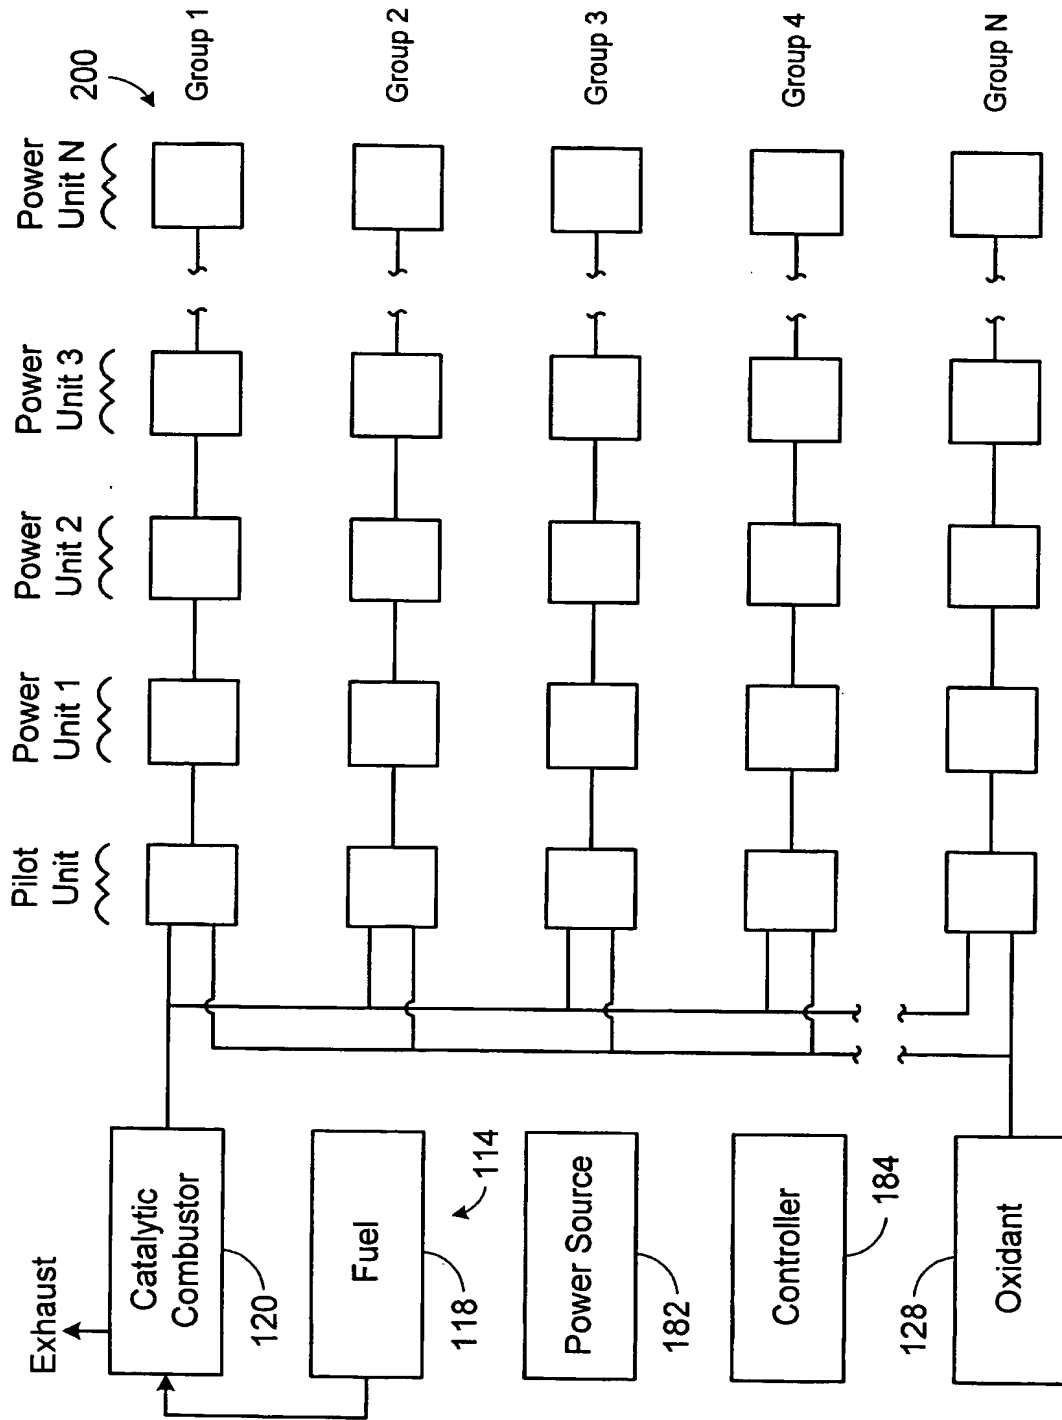 Exhaust
Catalytic
Combustor
120
Fuel
118
114
Power Source
182
Controller
184
Oxidant
128
Pilot
Unit
Power
Unit 1
Power
Unit 2
Power
Unit 3
Power
Unit N
200
Group 1
Group 2
Group 3
Group 4
Group N